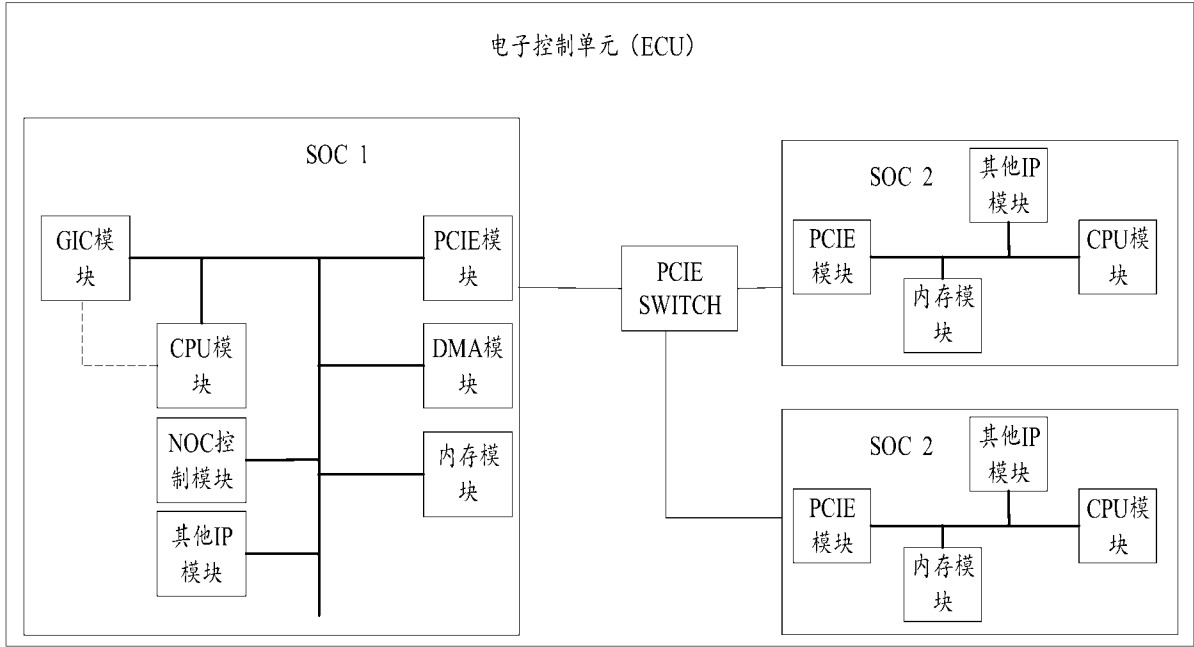 电子控制单元（ECU）
SOC 1
GIC模
块
PCIE模
块
CPU模
块
DMA模
块
NOC控
制模块
内存模
块
其他IP
模块
PCIE
SWITCH
SOC 2
其他IP
模块
PCIE
模块
CPU模
块
内存模
块
SOC 2
其他IP
模块
PCIE
模块
CPU模
块
内存模
块